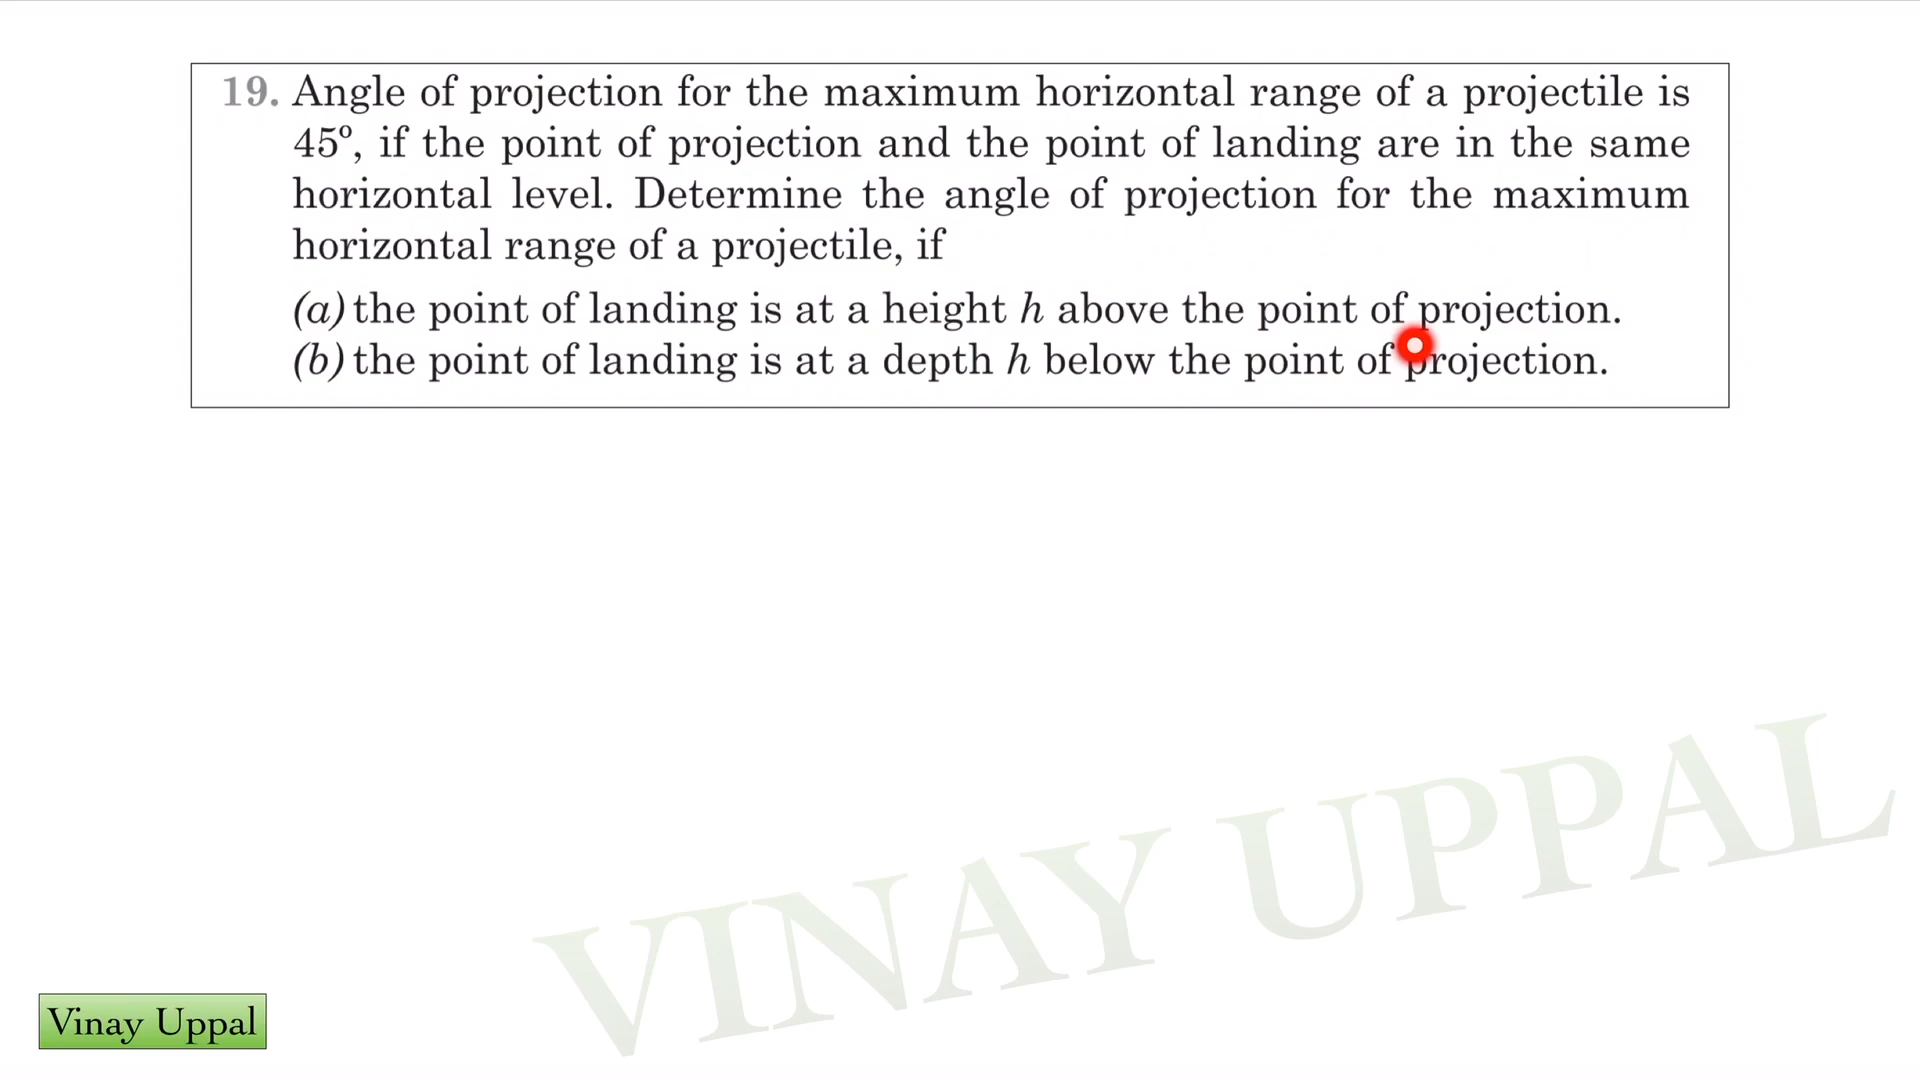 19. Angle of projection for the maximum horizontal range of a projectile is
45º, if the point of projection and the point of landing are in the same
horizontal level. Determine the angle of projection for the maximum
horizontal range of a projectile, if
(a) the point of landing is at a height h above the point of projection.
(b) the point of landing is at a depth h below the point of projection.
VINAY UPPAL
Vinay Uppal